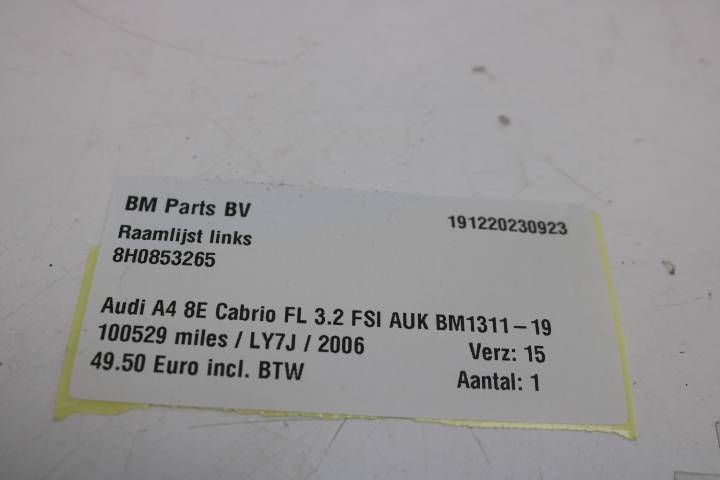 BM Parts BV 191220230923
Raamlijst links
8H0853265
Audi A4 8E Cabrio FL 3.2 FSI AUK BM1311-19
100529 miles / LY7J / 2006 Verz: 15
49.50 Euro incl. BTW Aantal: 1